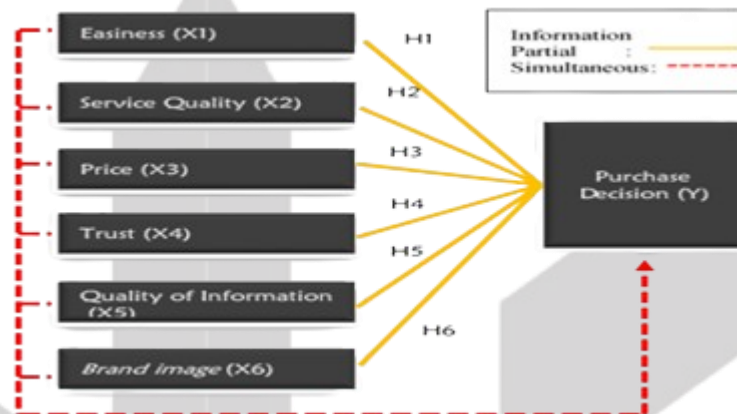 Easiness (X1)
H1
Information
Partial :
Simultaneous:
Service Quality (X2)
H2
Price (X3)
H3
Purchase
Decision (Y)
Trust (X4)
H4
Quality of Information
(X5)
H5
Brand image (X6)
H6